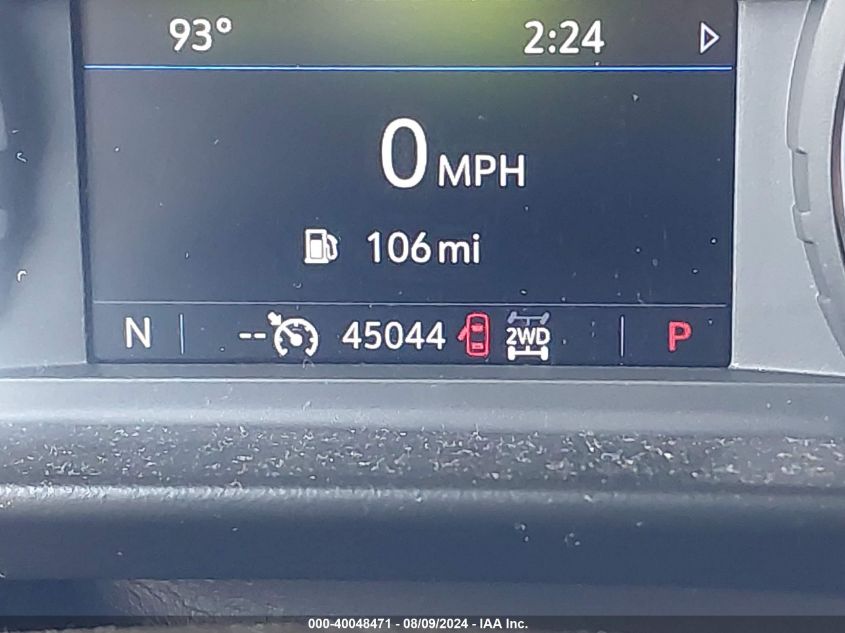 93° 2:24
0 MPH
106 mi
N -- 45044 2WD P
000-40048471 - 08/09/2024 - IAA Inc.